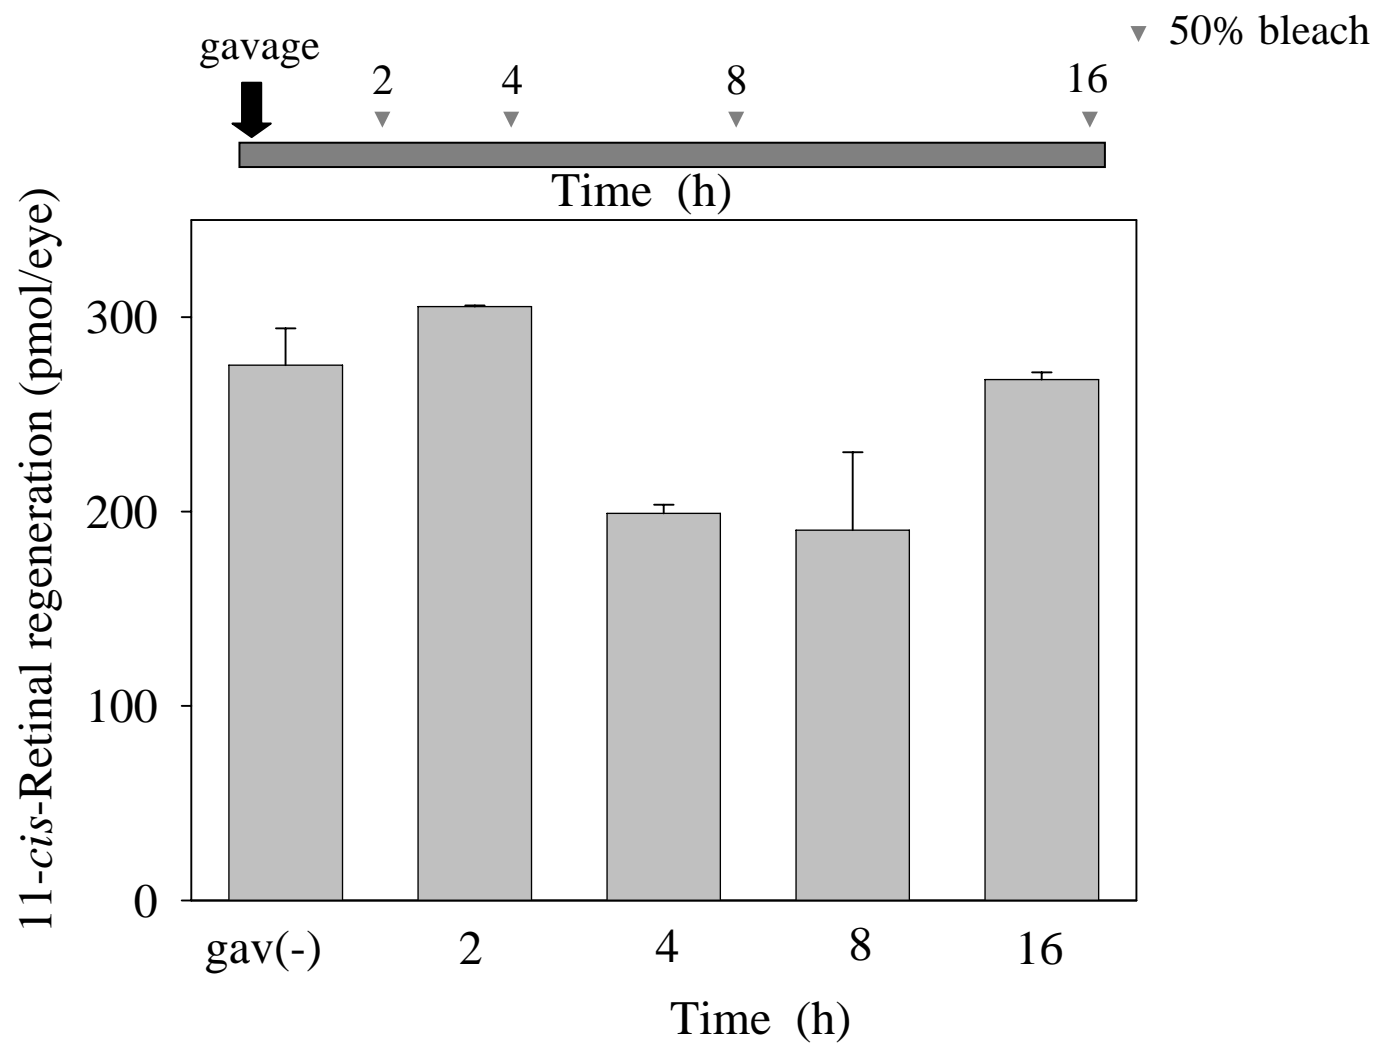 50% bleach
gavage
2 4 8 16
Time (h)
11-cis-Retinal regeneration (pmol/eye)
300
200
100
0
gav(-) 2 4 8 16
Time (h)